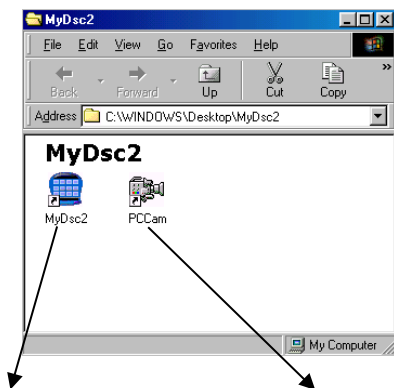 MyDsc2
File Edit View Go Favorites Help
Back Forward Up Cut Copy »
Address C:\WINDOWS\Desktop\MyDsc2
MyDsc2
MyDsc2 PCCam
My Computer